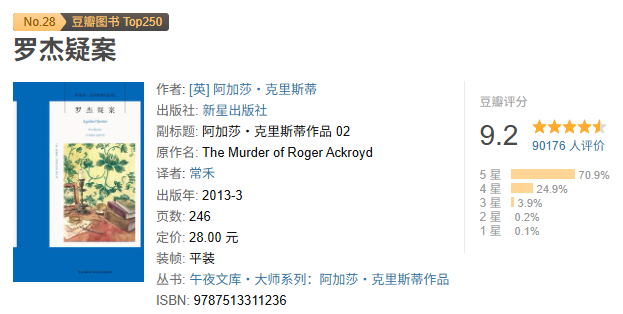 No.28 豆瓣图书 Top250
罗杰疑案
罗杰疑案
作者: [英] 阿加莎·克里斯蒂
出版社: 新星出版社
副标题: 阿加莎·克里斯蒂作品 02
原作名: The Murder of Roger Ackroyd
译者: 常禾
出版年: 2013-3
页数: 246
定价: 28.00 元
装帧: 平装
丛书: 午夜文库·大师系列：阿加莎·克里斯蒂作品
ISBN: 9787513311236
豆瓣评分
9.2
90176 人评价
5 星 70.9%
4 星 24.9%
3 星 3.9%
2 星 0.2%
1 星 0.1%